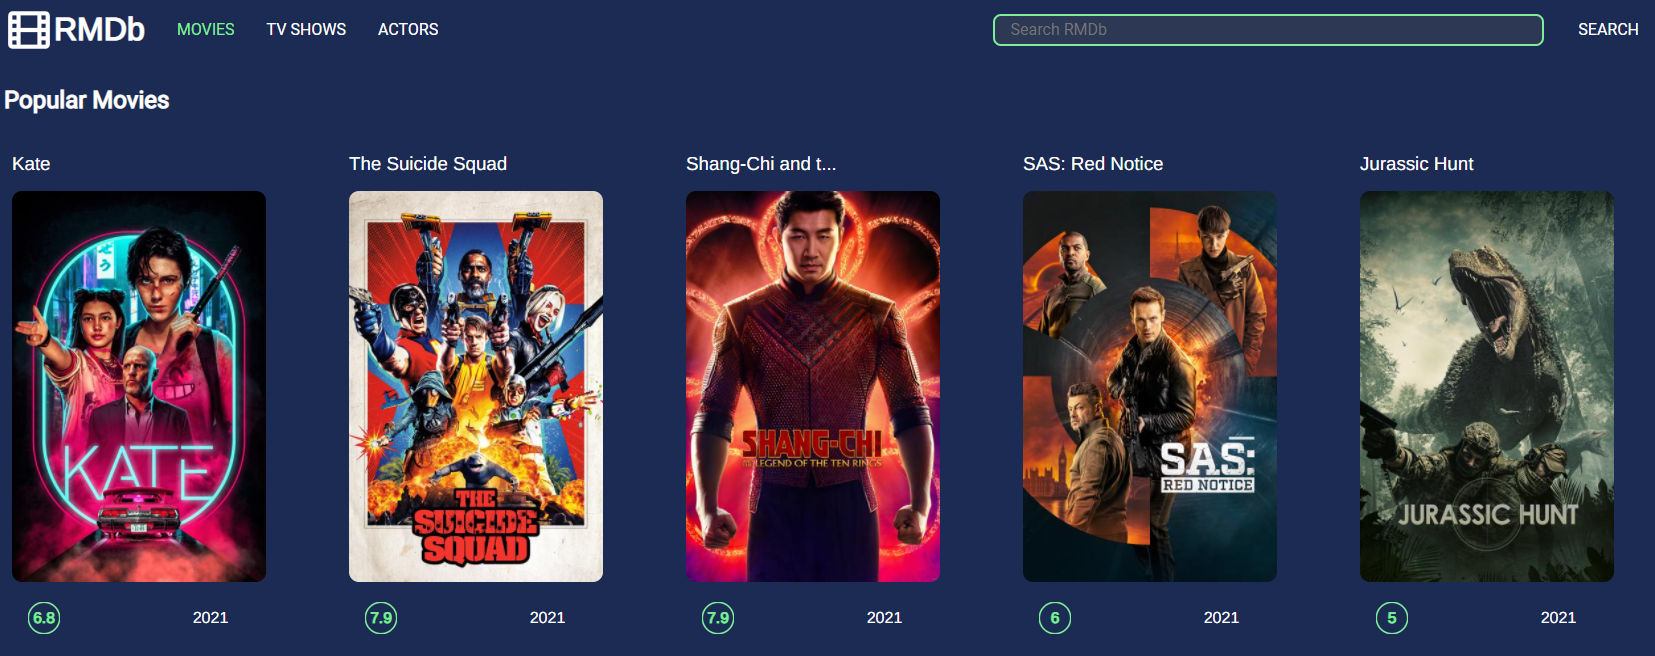 RMDb MOVIES TV SHOWS ACTORS Search RMDb SEARCH
Popular Movies
Kate The Suicide Squad Shang-Chi and t... SAS: Red Notice Jurassic Hunt
KATE
THE
SUICIDE
SQUAD
SHANG-CHI
LEGEND OF THE TEN RINGS
SAS:
RED NOTICE
JURASSIC HUNT
6.8 2021 7.9 2021 7.9 2021 6 2021 5 2021